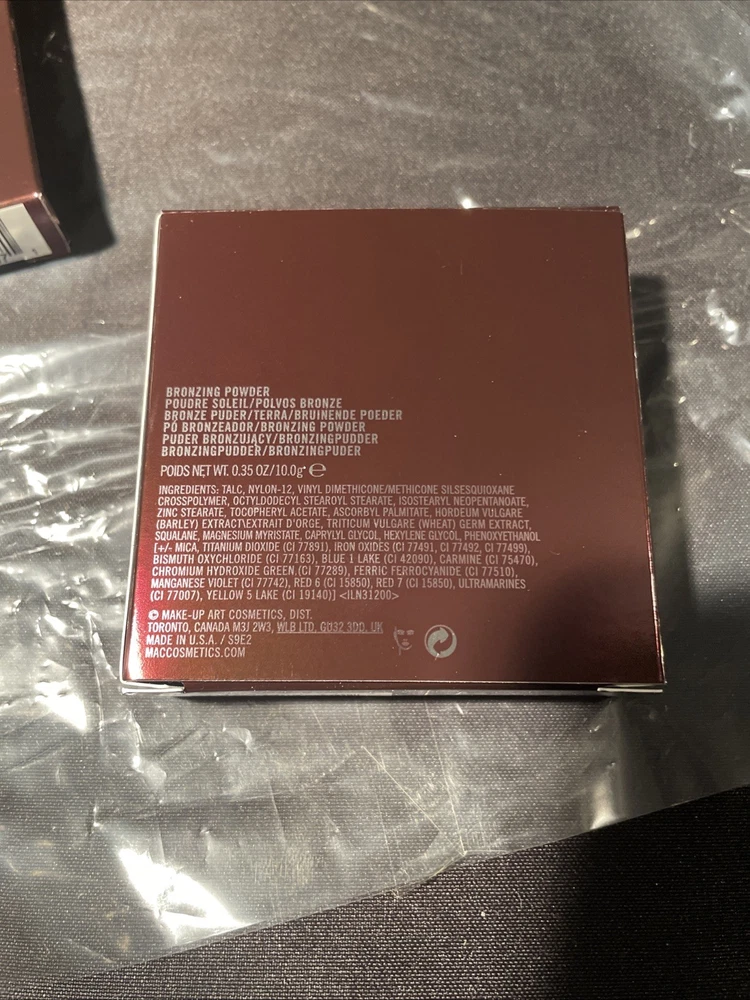 BRONZING POWDER
POUDRE SOLEIL/POLVOS BRONZE
BRONZE PUDER/TERRA/BRUINENDE POEDER
PÓ BRONZEADOR/BRONZING POWDER
PUDER BRONZUJĄCY/BRONZINGPUDDER
BRONZINGPUDDER/BRONZINGPUDER
POIDS NET WT. 0.35 OZ/10.0g* ℮
INGREDIENTS: TALC, NYLON-12, VINYL DIMETHICONE/METHICONE SILSESQUIOXANE
CROSSPOLYMER, OCTYLDODECYL STEAROYL STEARATE, ISOSTEARYL NEOPENTANOATE,
ZINC STEARATE, TOCOPHERYL ACETATE, ASCORBYL PALMITATE, HORDEUM VULGARE
(BARLEY) EXTRACT\EXTRAIT D'ORGE, TRITICUM VULGARE (WHEAT) GERM EXTRACT,
SQUALANE, MAGNESIUM MYRISTATE, CAPRYLYL GLYCOL, HEXYLENE GLYCOL, PHENOXYETHANOL
[+/- MICA, TITANIUM DIOXIDE (CI 77891), IRON OXIDES (CI 77491, CI 77492, CI 77499),
BISMUTH OXYCHLORIDE (CI 77163), BLUE 1 LAKE (CI 42090), CARMINE (CI 75470),
CHROMIUM HYDROXIDE GREEN (CI 77289), FERRIC FERROCYANIDE (CI 77510),
MANGANESE VIOLET (CI 77742), RED 6 (CI 15850), RED 7 (CI 15850), ULTRAMARINES
(CI 77007), YELLOW 5 LAKE (CI 19140)] <ILN31200>
© MAKE-UP ART COSMETICS, DIST.
TORONTO, CANADA M3J 2W3, WLB LTD, GU32 3DD, UK
MADE IN U.S.A. / S9E2
MACCOSMETICS.COM